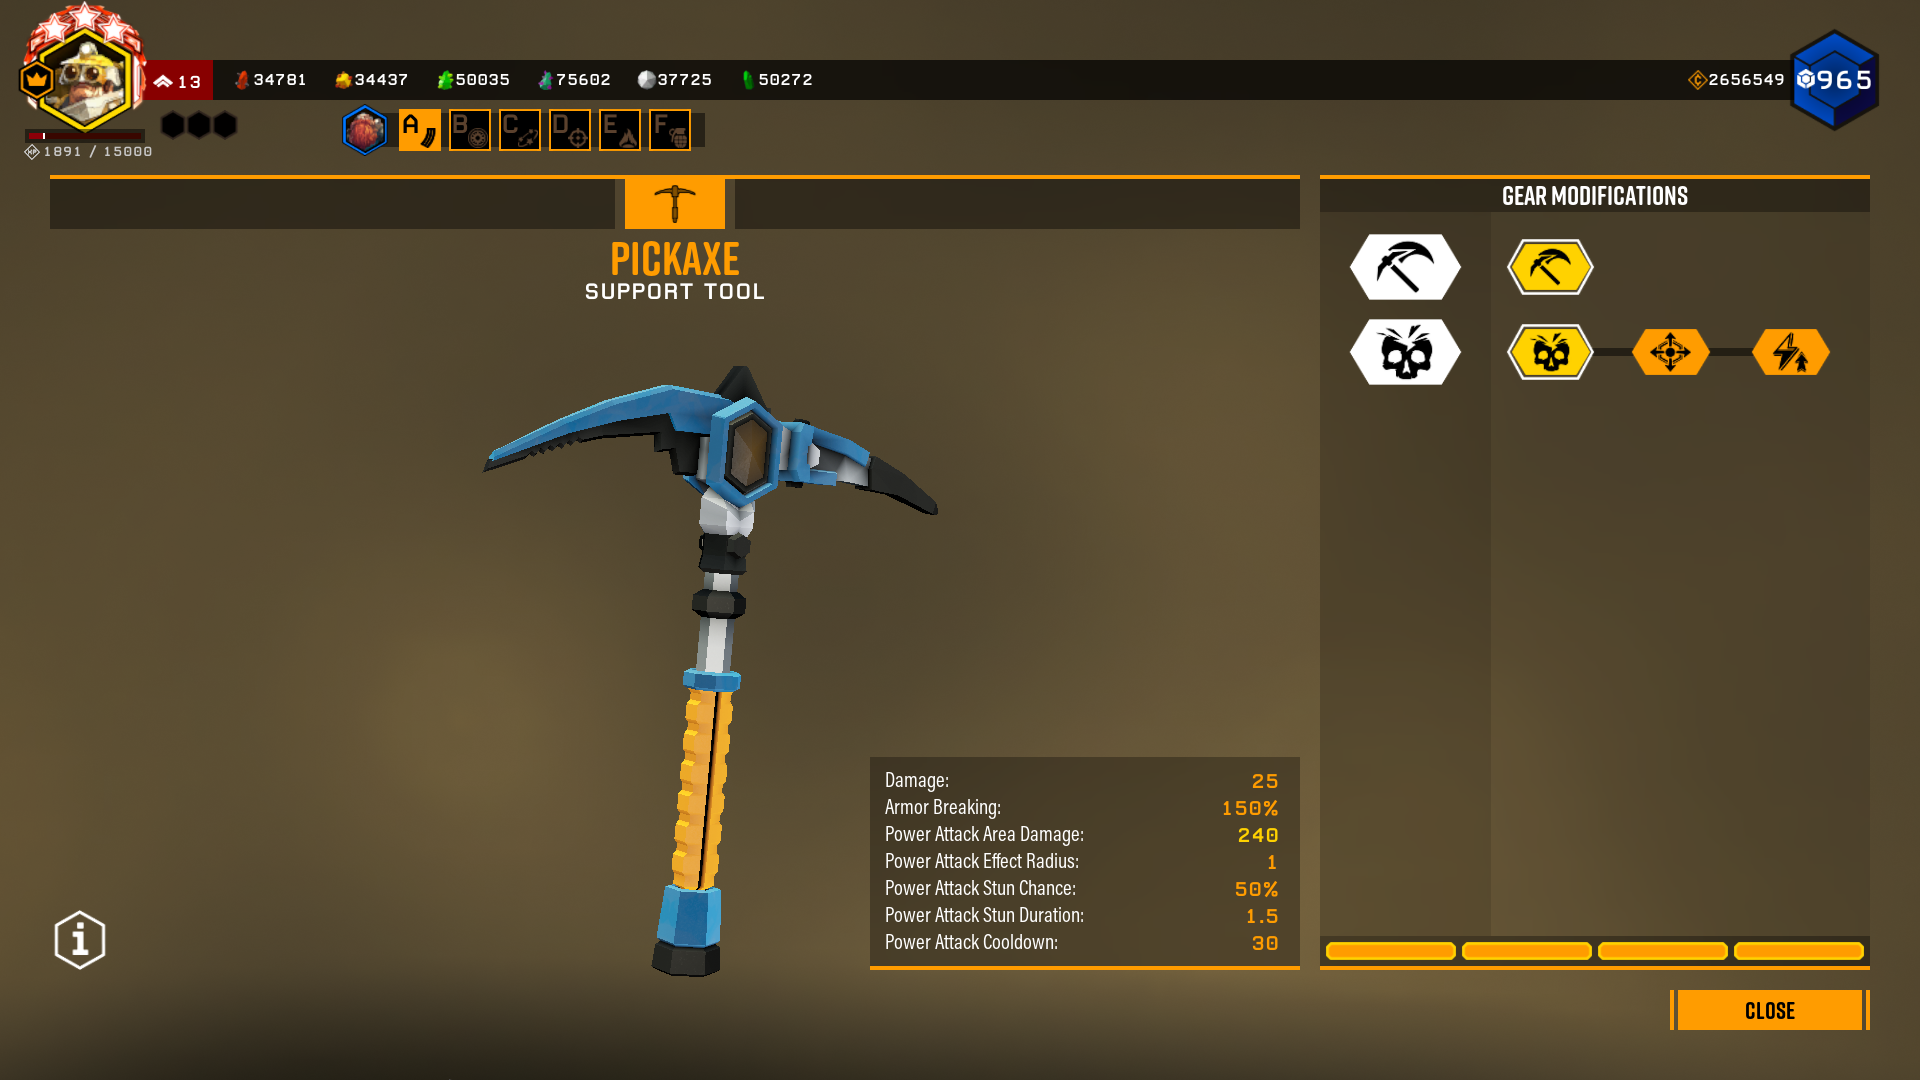 13
34781 34437 50035 75602 37725 50272
2656549
965
A B C D E F
1891 / 15000
GEAR MODIFICATIONS
PICKAXE
SUPPORT TOOL
Damage: 25
Armor Breaking: 150%
Power Attack Area Damage: 240
Power Attack Effect Radius: 1
Power Attack Stun Chance: 50%
Power Attack Stun Duration: 1.5
Power Attack Cooldown: 30
CLOSE